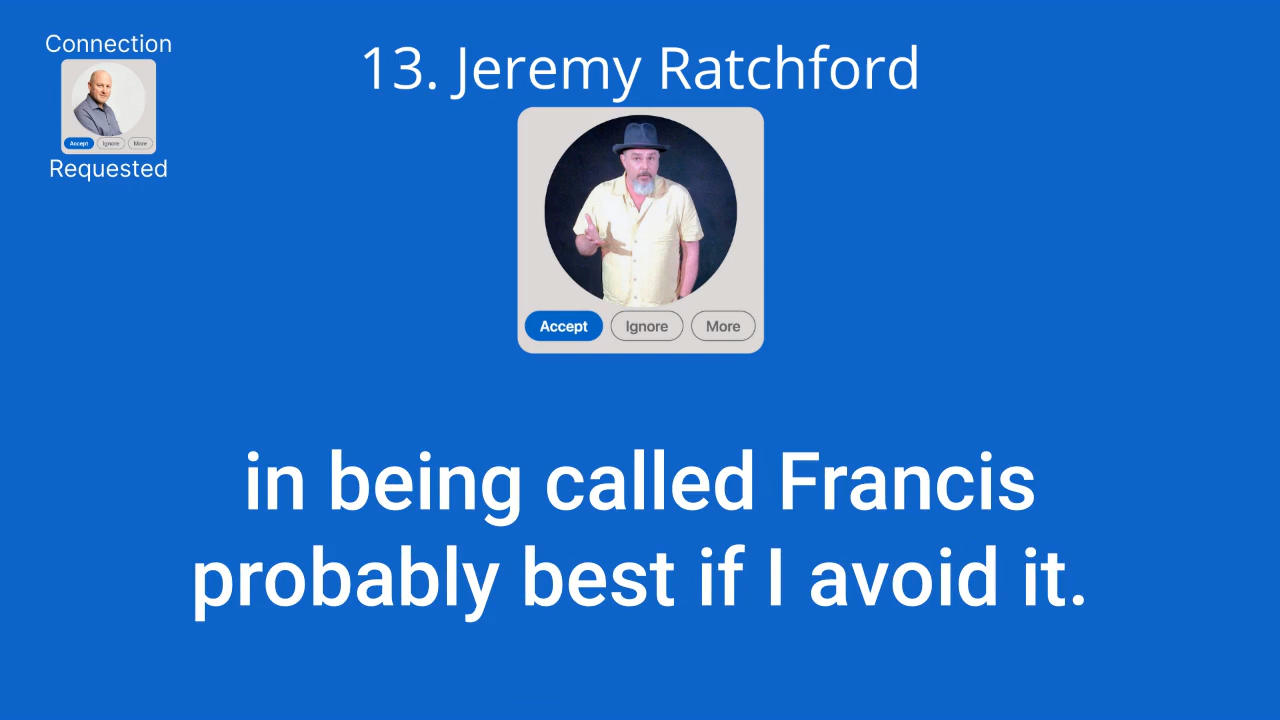 Connection
Accept Ignore More
Requested
13. Jeremy Ratchford
Accept Ignore More
in being called Francis
probably best if I avoid it.